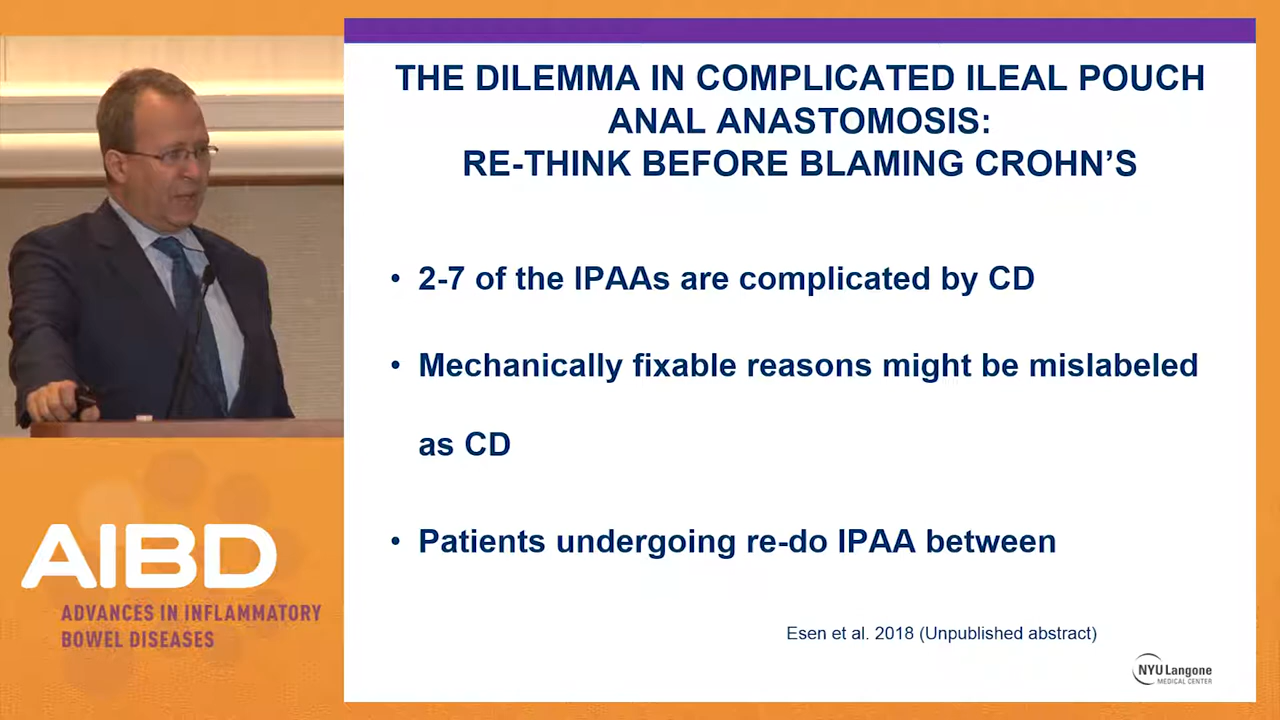 THE DILEMMA IN COMPLICATED ILEAL POUCH
ANAL ANASTOMOSIS:
RE-THINK BEFORE BLAMING CROHN'S
• 2-7 of the IPAAs are complicated by CD
• Mechanically fixable reasons might be mislabeled
as CD
• Patients undergoing re-do IPAA between
Esen et al. 2018 (Unpublished abstract)
NYU Langone
MEDICAL CENTER
AIBD
ADVANCES IN INFLAMMATORY
BOWEL DISEASES